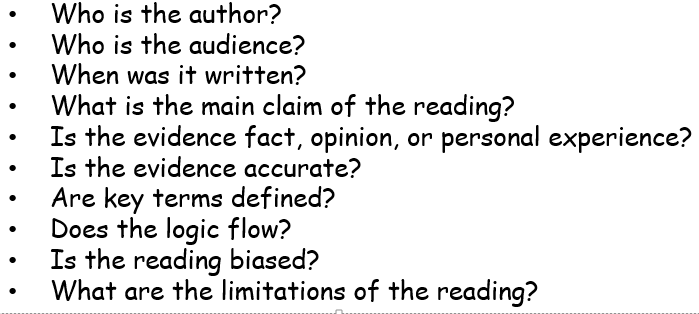 • Who is the author?
• Who is the audience?
• When was it written?
• What is the main claim of the reading?
• Is the evidence fact, opinion, or personal experience?
• Is the evidence accurate?
• Are key terms defined?
• Does the logic flow?
• Is the reading biased?
• What are the limitations of the reading?